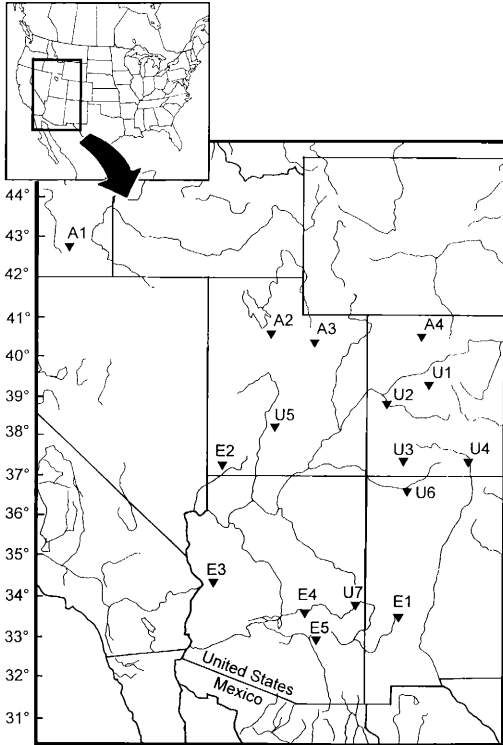 44°
43°
42°
41°
40°
39°
38°
37°
36°
35°
34°
33°
32°
31°
A1
A2
A3
A4
U1
U2
U5
E2
U3
U4
U6
E3
E4
U7
E1
E5
United States
Mexico